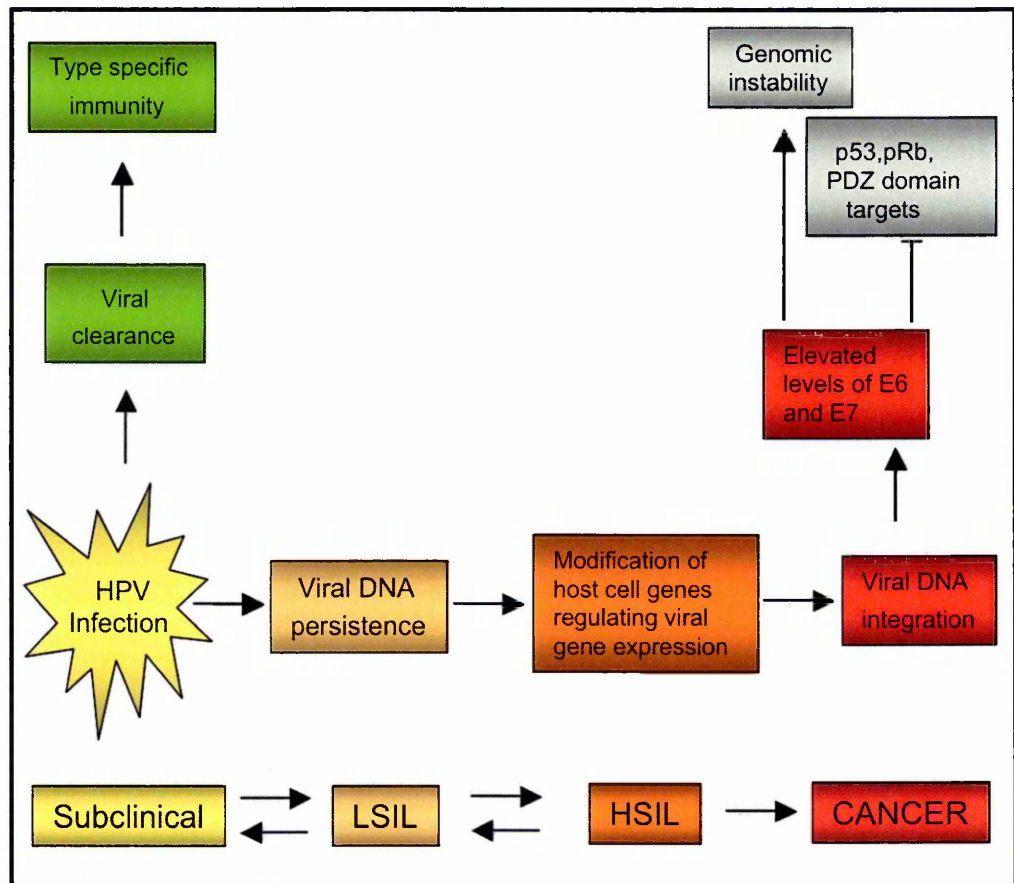 Type specific
immunity
Genomic
instability
p53,pRb,
PDZ domain
targets
Viral
clearance
Elevated
levels of E6
and E7
HPV
Infection
Viral DNA
persistence
Modification of
host cell genes
regulating viral
gene expression
Viral DNA
integration
Subclinical
LSIL
HSIL
CANCER